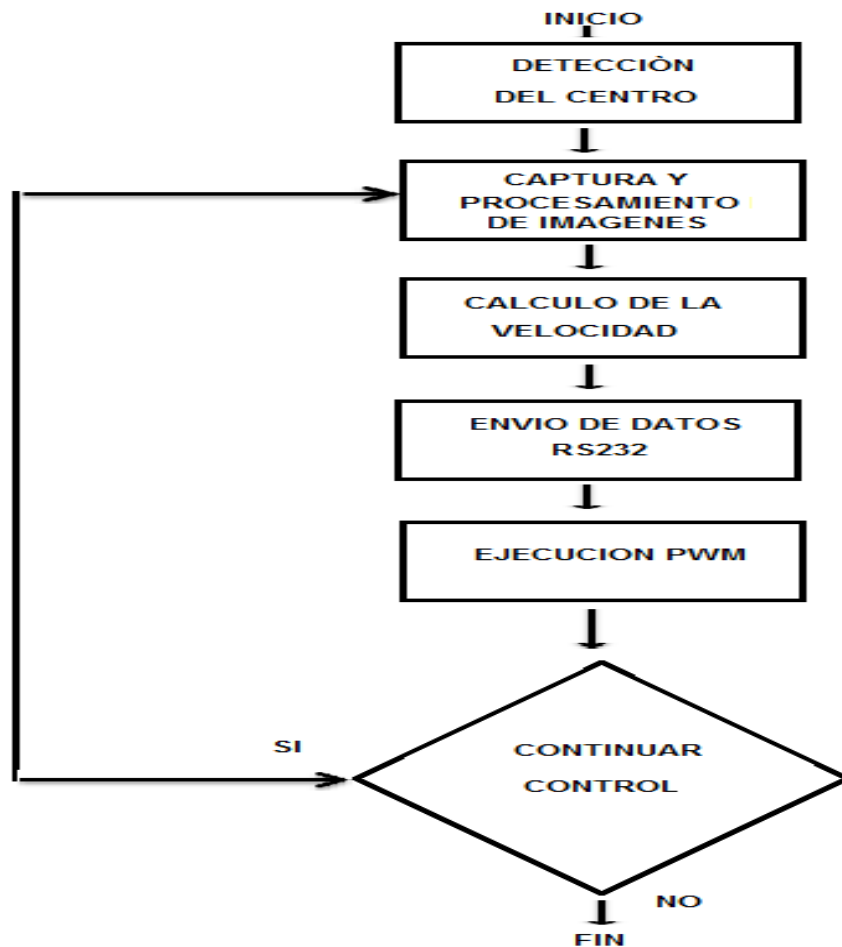 INICIO
DETECCIÒN
DEL CENTRO
CAPTURA Y
PROCESAMIENTO
DE IMAGENES
CALCULO DE LA
VELOCIDAD
ENVIO DE DATOS
RS232
EJECUCION PWM
SI
CONTINUAR
CONTROL
NO
FIN